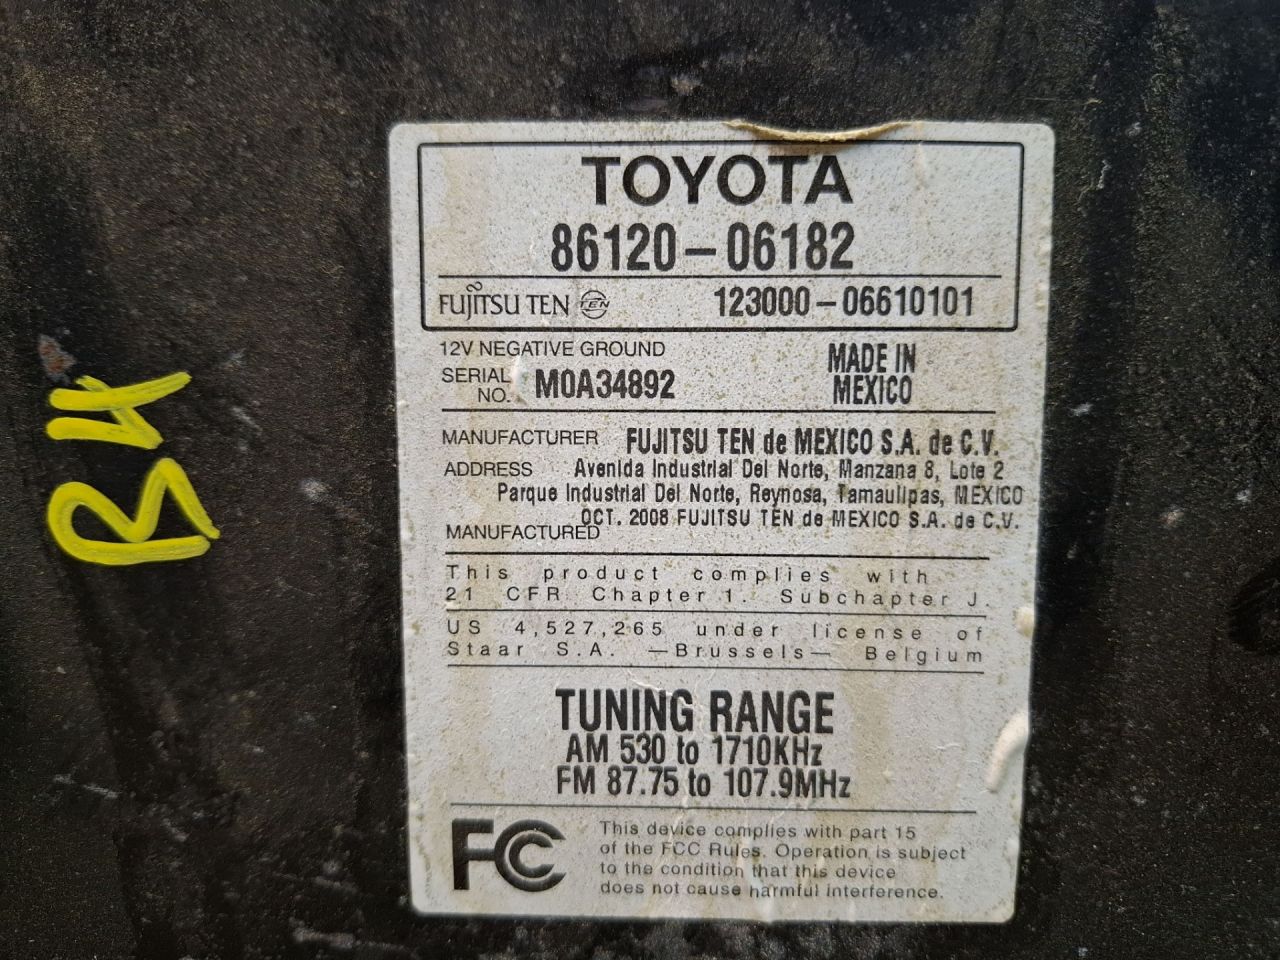 TOYOTA
86120-06182
FUJITSU TEN TEN 123000-06610101
12V NEGATIVE GROUND
MADE IN
MEXICO
SERIAL
NO. M0A34892
MANUFACTURER FUJITSU TEN de MEXICO S.A. de C.V.
ADDRESS Avenida Industrial Del Norte, Manzana 8, Lote 2
Parque Industrial Del Norte, Reynosa, Tamaulipas, MEXICO
OCT. 2008 FUJITSU TEN de MEXICO S.A. de C.V.
MANUFACTURED
This product complies with
21 CFR Chapter 1. Subchapter J.
US 4,527,265 under license of
Staar S.A. —Brussels— Belgium
TUNING RANGE
AM 530 to 1710KHz
FM 87.75 to 107.9MHz
FC
This device complies with part 15
of the FCC Rules. Operation is subject
to the condition that this device
does not cause harmful interference.